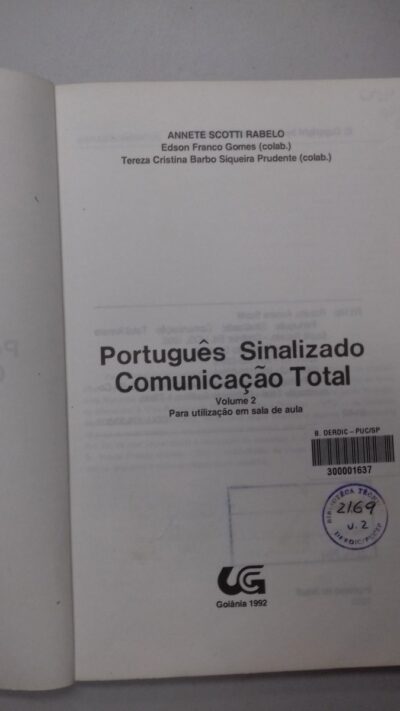 ANNETE SCOTTI RABELO
Edson Franco Gomes (colab.)
Tereza Cristina Barbo Siqueira Prudente (colab.)
Português Sinalizado
Comunicação Total
Volume 2
Para utilização em sala de aula
B. DERDIC – PUC/SP
300001637
2169
v. 2
UCG
Goiânia 1992